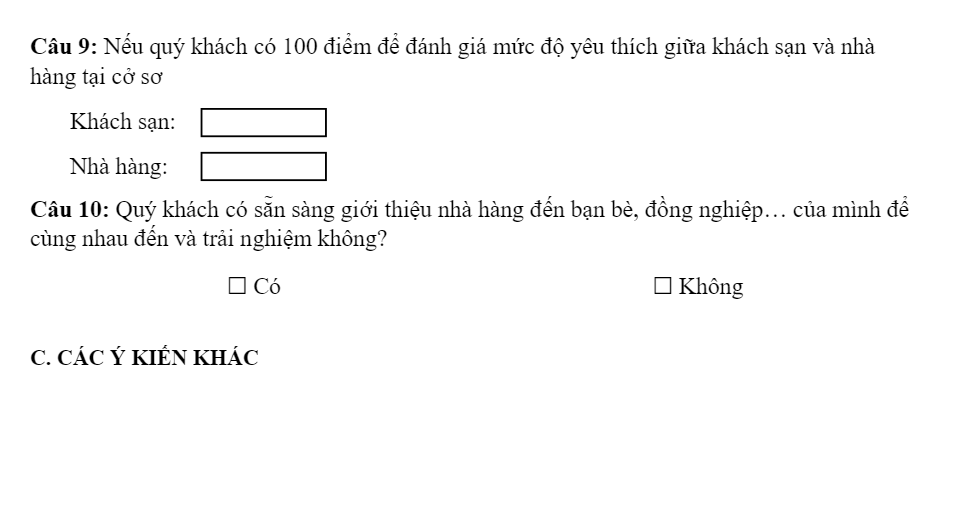 Câu 9: Nếu quý khách có 100 điểm để đánh giá mức độ yêu thích giữa khách sạn và nhà
hàng tại cở sơ
Khách sạn:
Nhà hàng:
Câu 10: Quý khách có sẵn sàng giới thiệu nhà hàng đến bạn bè, đồng nghiệp… của mình để
cùng nhau đến và trải nghiệm không?
☐ Có ☐ Không
C. CÁC Ý KIẾN KHÁC